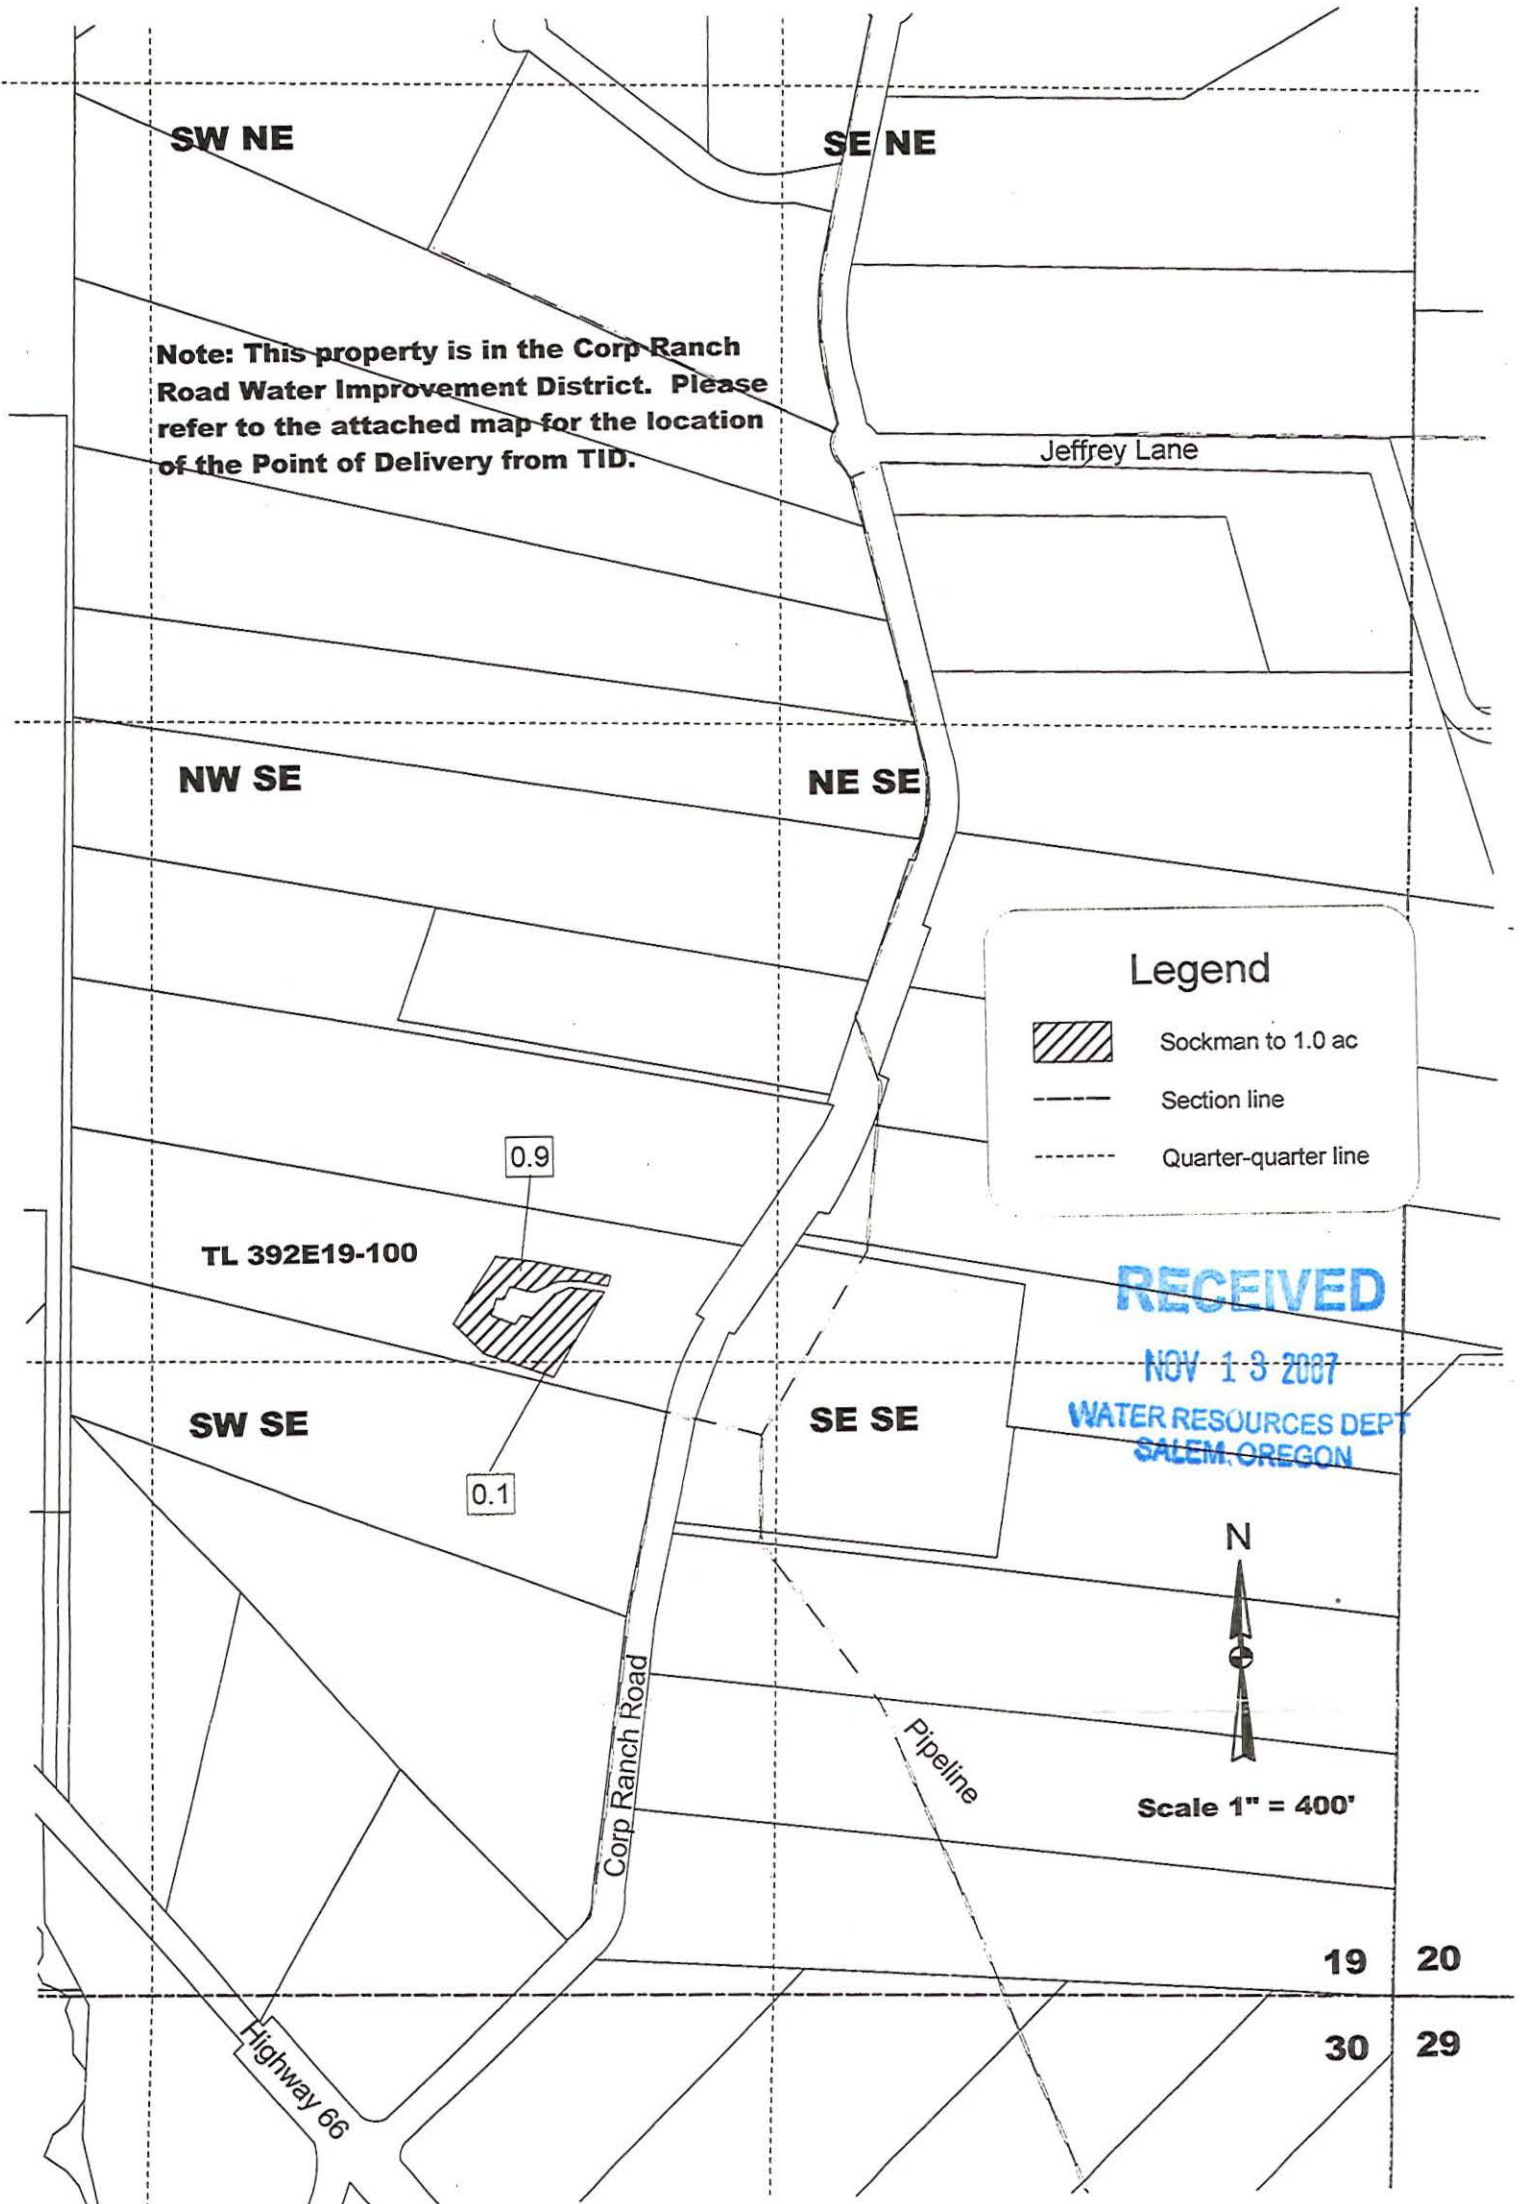 SW NE
SE NE
Note: This property is in the Corp Ranch
Road Water Improvement District. Please
refer to the attached map for the location
of the Point of Delivery from TID.
Jeffrey Lane
NW SE
NE SE
Legend
Sockman to 1.0 ac
Section line
Quarter-quarter line
0.9
TL 392E19-100
RECEIVED
NOV 13 2007
WATER RESOURCES DEPT
SALEM, OREGON
SW SE
SE SE
0.1
N
Corp Ranch Road
Pipeline
Scale 1" = 400'
19 20
30 29
Highway 66